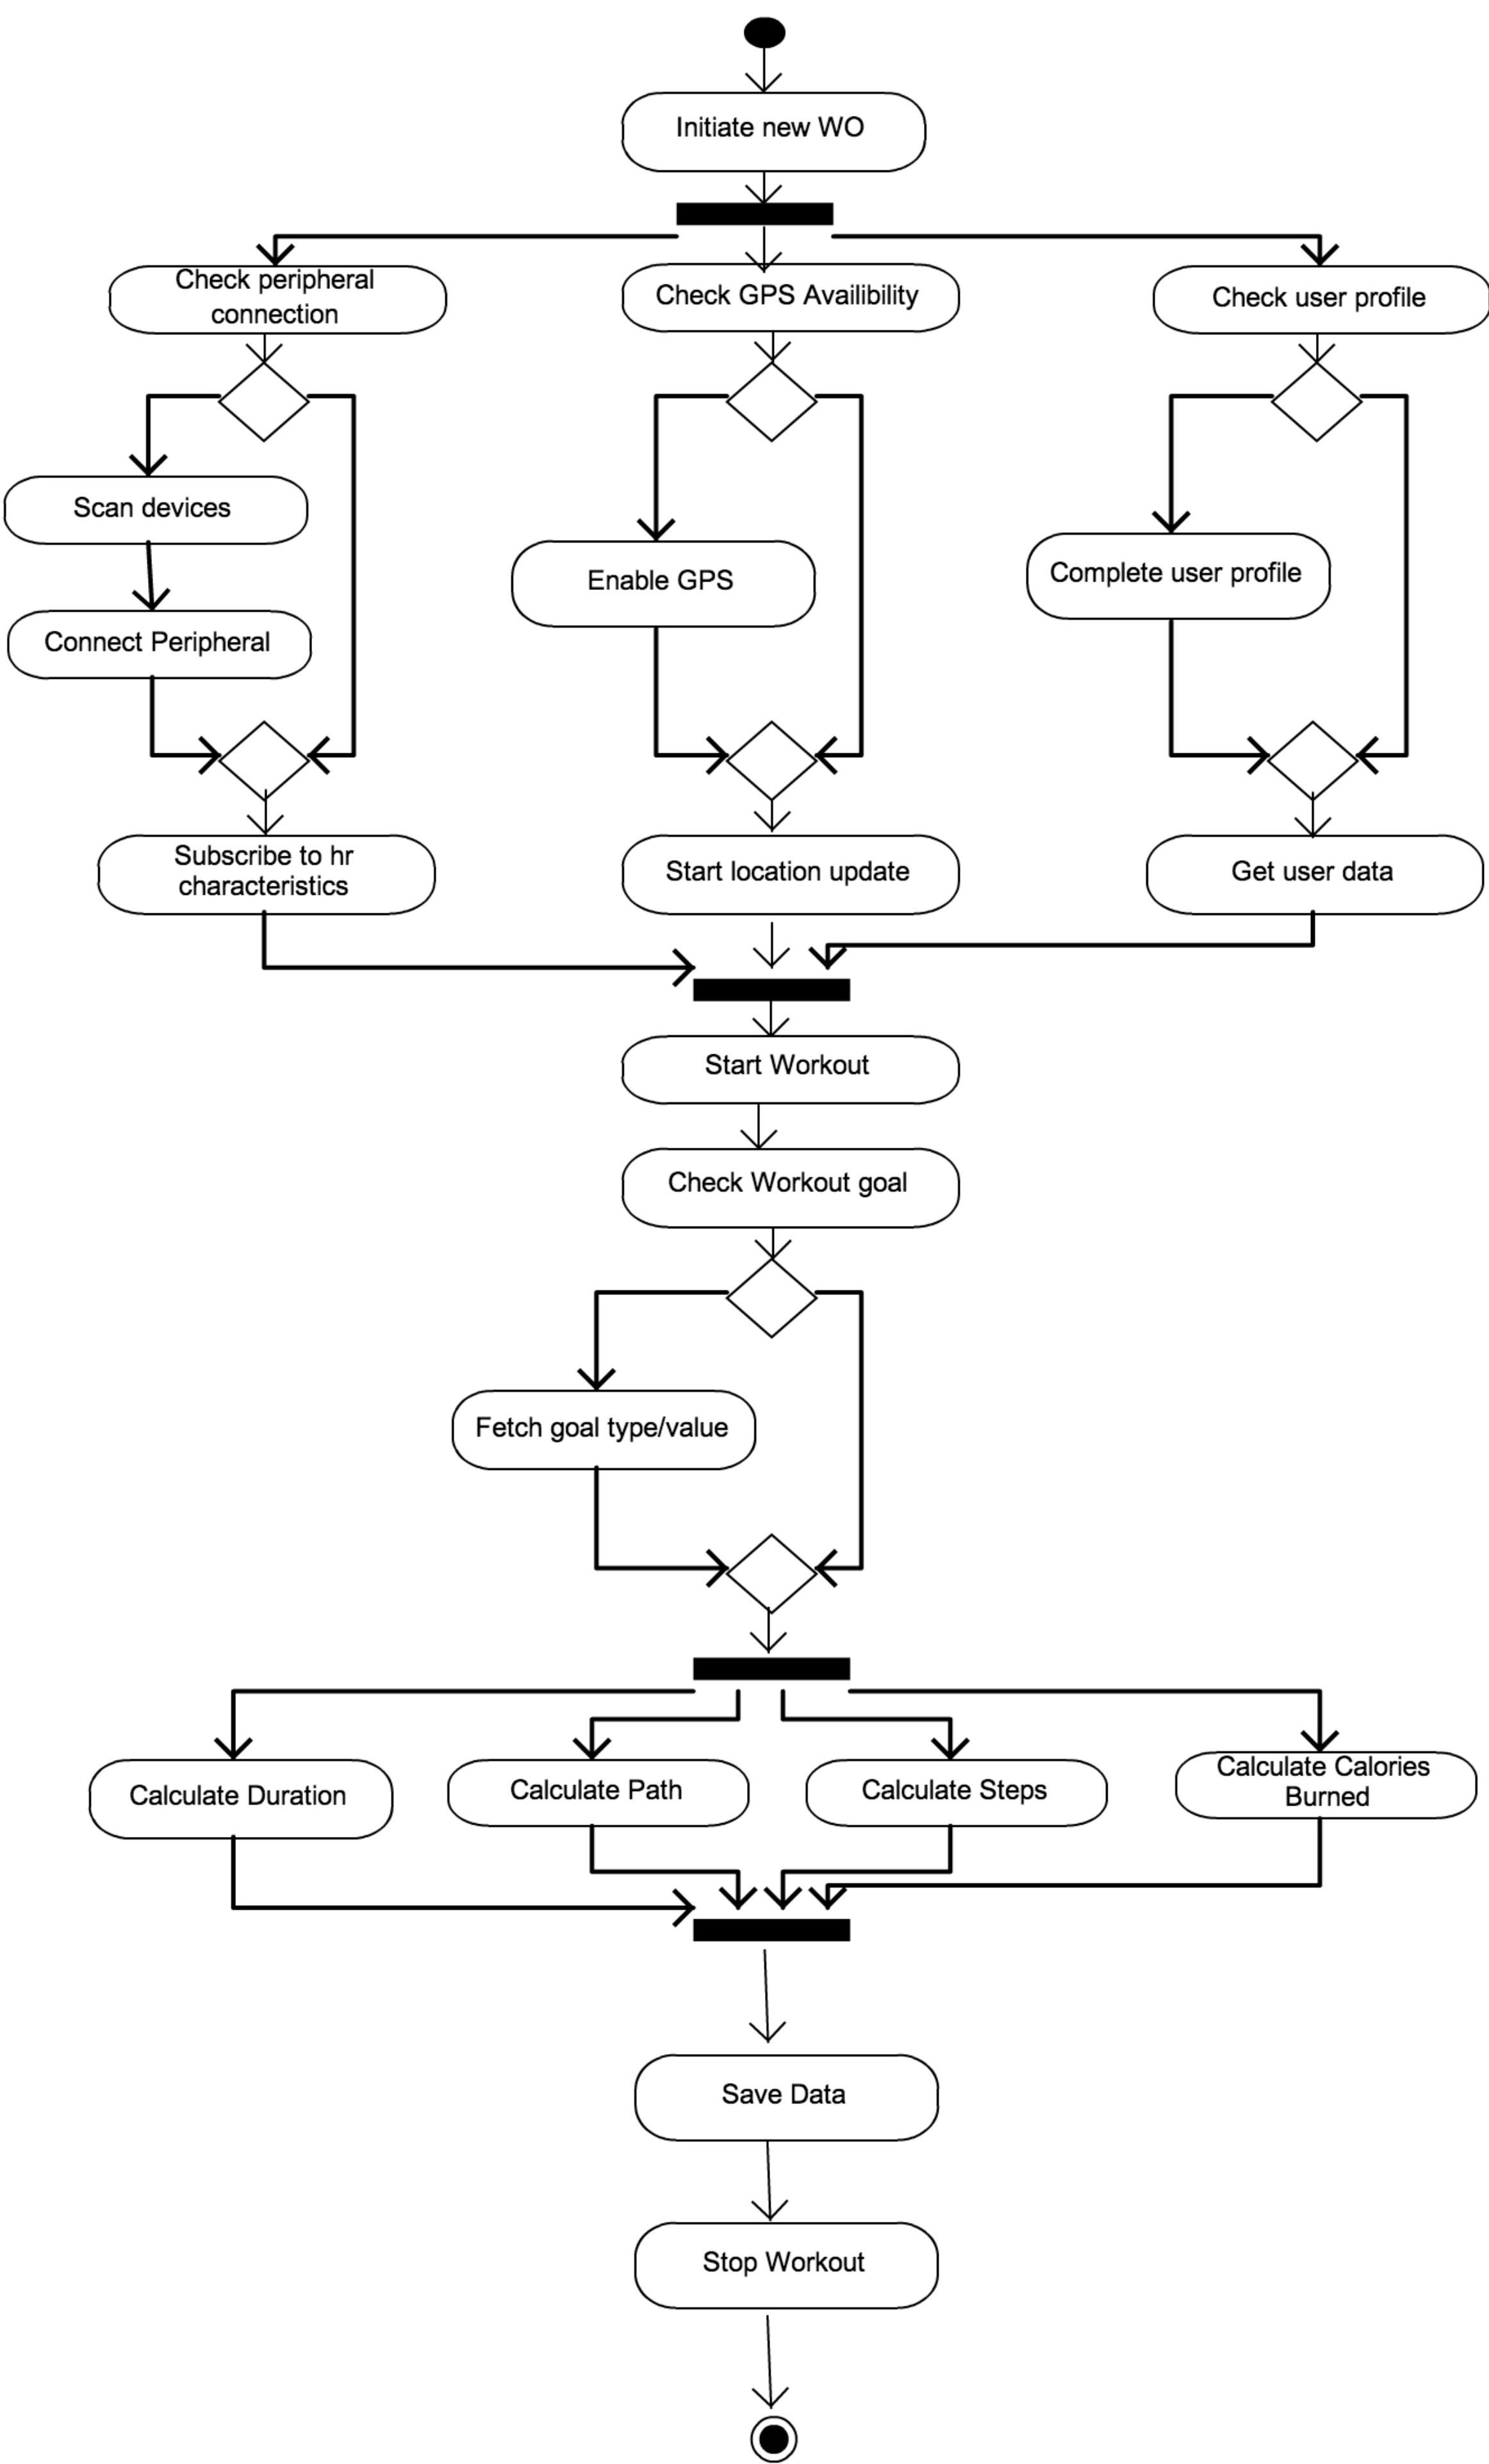 Initiate new WO
Check peripheral
connection
Check GPS Availibility
Check user profile
Scan devices
Enable GPS
Complete user profile
Connect Peripheral
Subscribe to hr
characteristics
Start location update
Get user data
Start Workout
Check Workout goal
Fetch goal type/value
Calculate Duration
Calculate Path
Calculate Steps
Calculate Calories
Burned
Save Data
Stop Workout